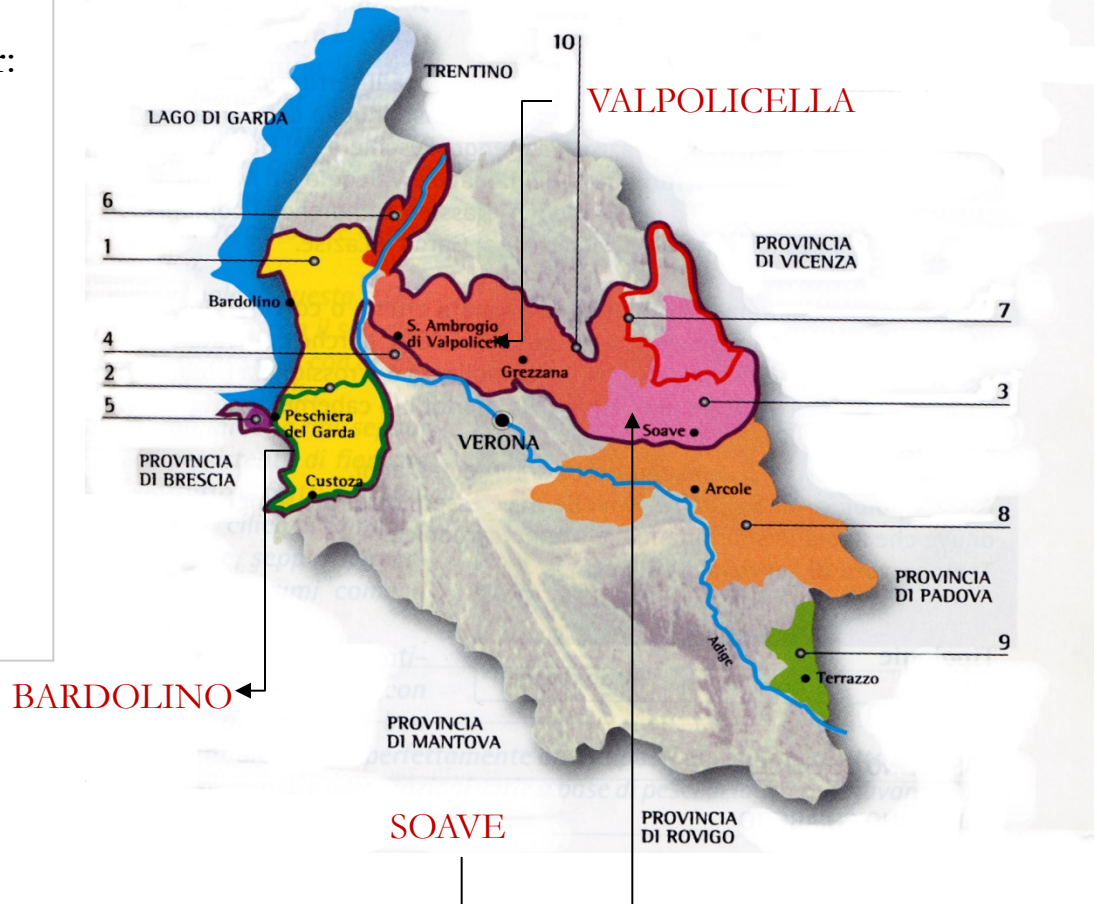 r:
10
TRENTINO
VALPOLICELLA
LAGO DI GARDA
6
1
PROVINCIA
DI VICENZA
Bardolino
7
S. Ambrogio
di Valpolicella
4
Grezzana
2
3
5
Peschiera
del Garda
Soave
VERONA
PROVINCIA
DI BRESCIA
Custoza
Arcole
8
PROVINCIA
DI PADOVA
Adige
9
Terrazzo
BARDOLINO
PROVINCIA
DI MANTOVA
SOAVE
PROVINCIA
DI ROVIGO